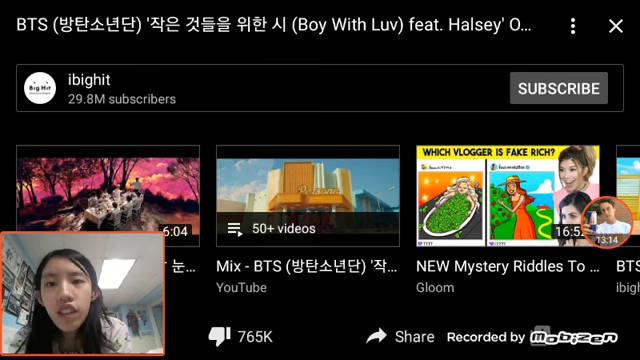 BTS (방탄소년단) '작은 것들을 위한 시 (Boy With Luv) feat. Halsey' O...
Big Hit
ibighit
29.8M subscribers
SUBSCRIBE
6:04
50+ videos
WHICH VLOGGER IS FAKE RICH?
16:5
13:14
눈...
Mix - BTS (방탄소년단) '작...
YouTube
NEW Mystery Riddles To ...
Gloom
BTS
ibigh
765K
Share
Recorded by Mobizen